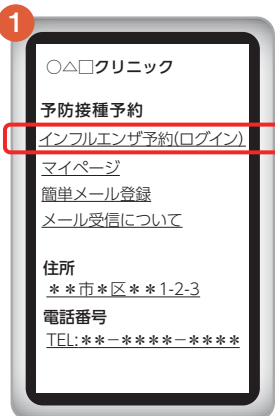 1
○△□クリニック
予防接種予約
インフルエンザ予約(ログイン)
マイページ
簡単メール登録
メール受信について
住所
＊＊市＊区＊＊1-2-3
電話番号
TEL:＊＊−＊＊＊＊−＊＊＊＊